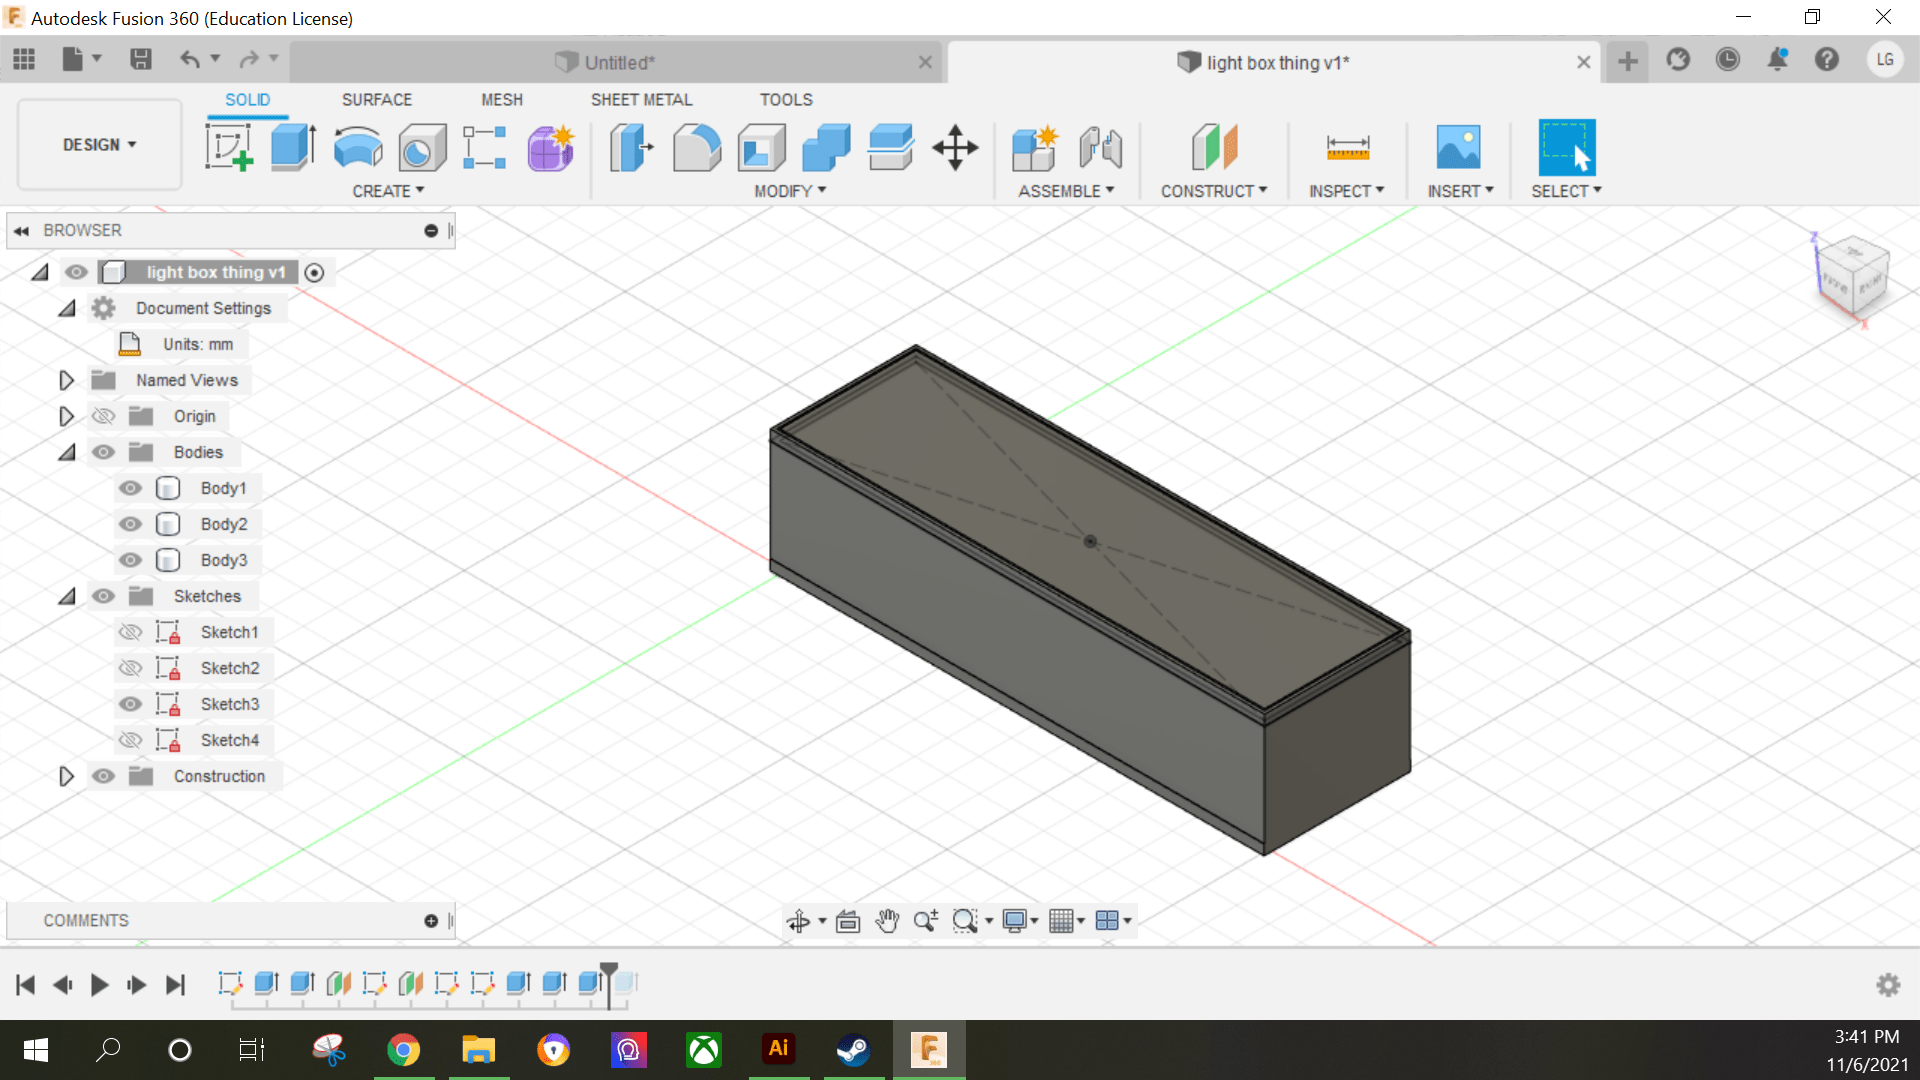 Autodesk Fusion 360 (Education License)
Untitled*
light box thing v1*
LG
SOLID
SURFACE
MESH
SHEET METAL
TOOLS
DESIGN
CREATE
MODIFY
ASSEMBLE
CONSTRUCT
INSPECT
INSERT
SELECT
BROWSER
light box thing v1
Document Settings
Units: mm
Named Views
Origin
Bodies
Body1
Body2
Body3
Sketches
Sketch1
Sketch2
Sketch3
Sketch4
Construction
Z
X
COMMENTS
Ai
F
360
3:41 PM
11/6/2021